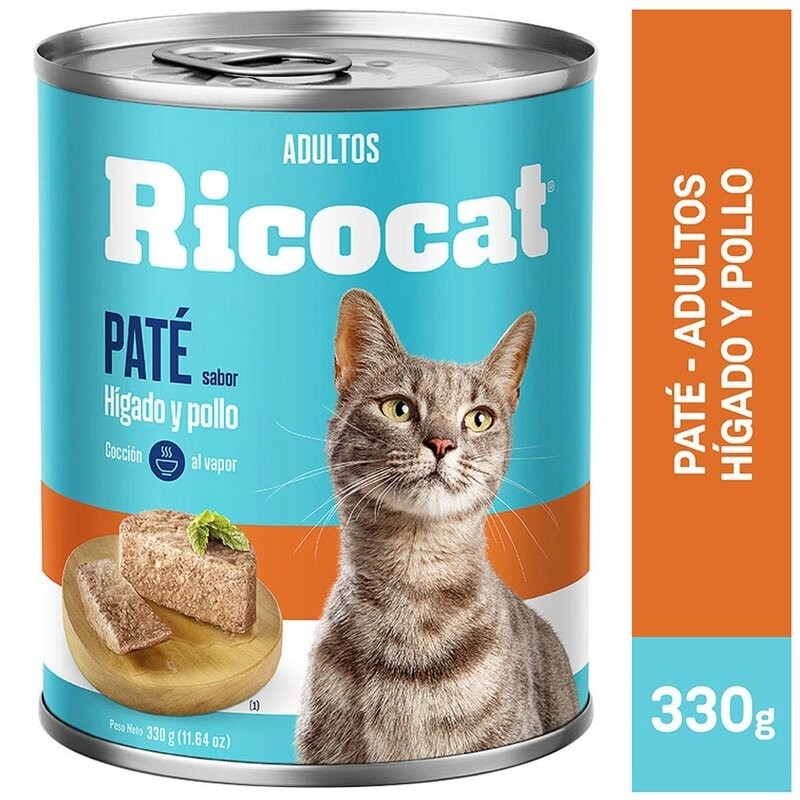 ADULTOS
Ricocat®
PATÉ sabor
Hígado y pollo
Cocción al vapor
(1)
Peso Neto 330 g (11.64 oz)
PATÉ - ADULTOS
HÍGADO Y POLLO
330g